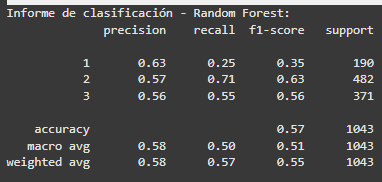 Informe de clasificación - Random Forest:
precision recall f1-score support
1 0.63 0.25 0.35 190
2 0.57 0.71 0.63 482
3 0.56 0.55 0.56 371
accuracy 0.57 1043
macro avg 0.58 0.50 0.51 1043
weighted avg 0.58 0.57 0.55 1043